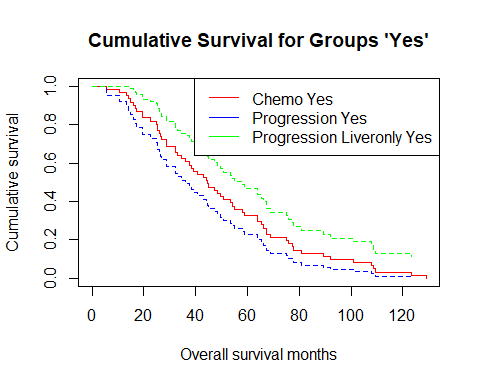 Cumulative Survival for Groups 'Yes'
Chemo Yes
Progression Yes
Progression Liveronly Yes
Cumulative survival
0.0 0.2 0.4 0.6 0.8 1.0
0 20 40 60 80 100 120
Overall survival months